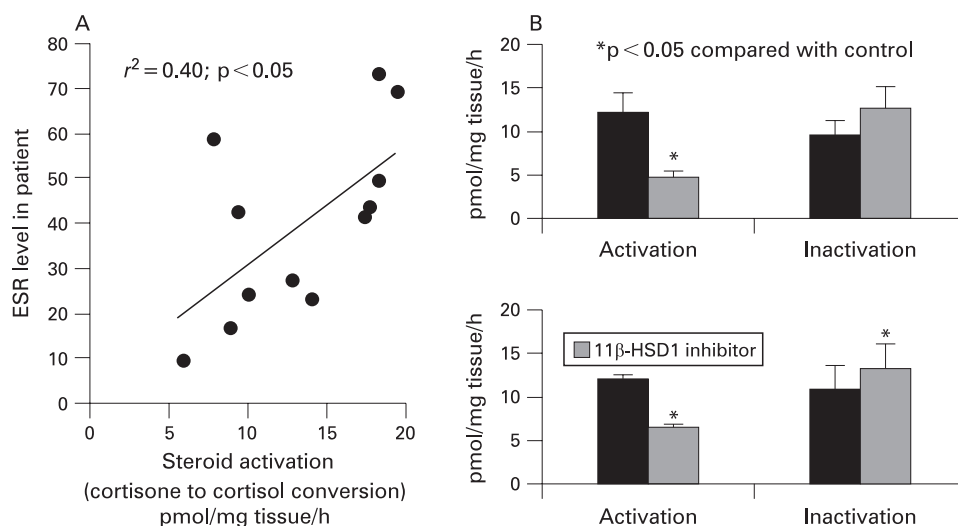 A
ESR level in patient
80
70
60
50
40
30
20
10
0
r² = 0.40; p < 0.05
0 5 10 15 20
Steroid activation
(cortisone to cortisol conversion)
pmol/mg tissue/h
B
pmol/mg tissue/h
20
15
10
5
0
*p < 0.05 compared with control
*
Activation Inactivation
pmol/mg tissue/h
20
15
10
5
0
11β-HSD1 inhibitor
*
*
Activation Inactivation